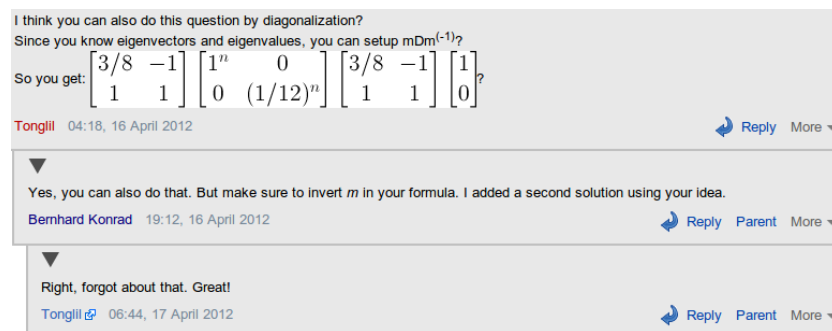 I think you can also do this question by diagonalization?
Since you know eigenvectors and eigenvalues, you can setup mDm^(-1)?
So you get: [3/8 −1; 1 1] [1^n 0; 0 (1/12)^n] [3/8 −1; 1 1] [1; 0]?
Tonglil 04:18, 16 April 2012 Reply More
Yes, you can also do that. But make sure to invert m in your formula. I added a second solution using your idea.
Bernhard Konrad 19:12, 16 April 2012 Reply Parent More
Right, forgot about that. Great!
Tonglil 06:44, 17 April 2012 Reply Parent More